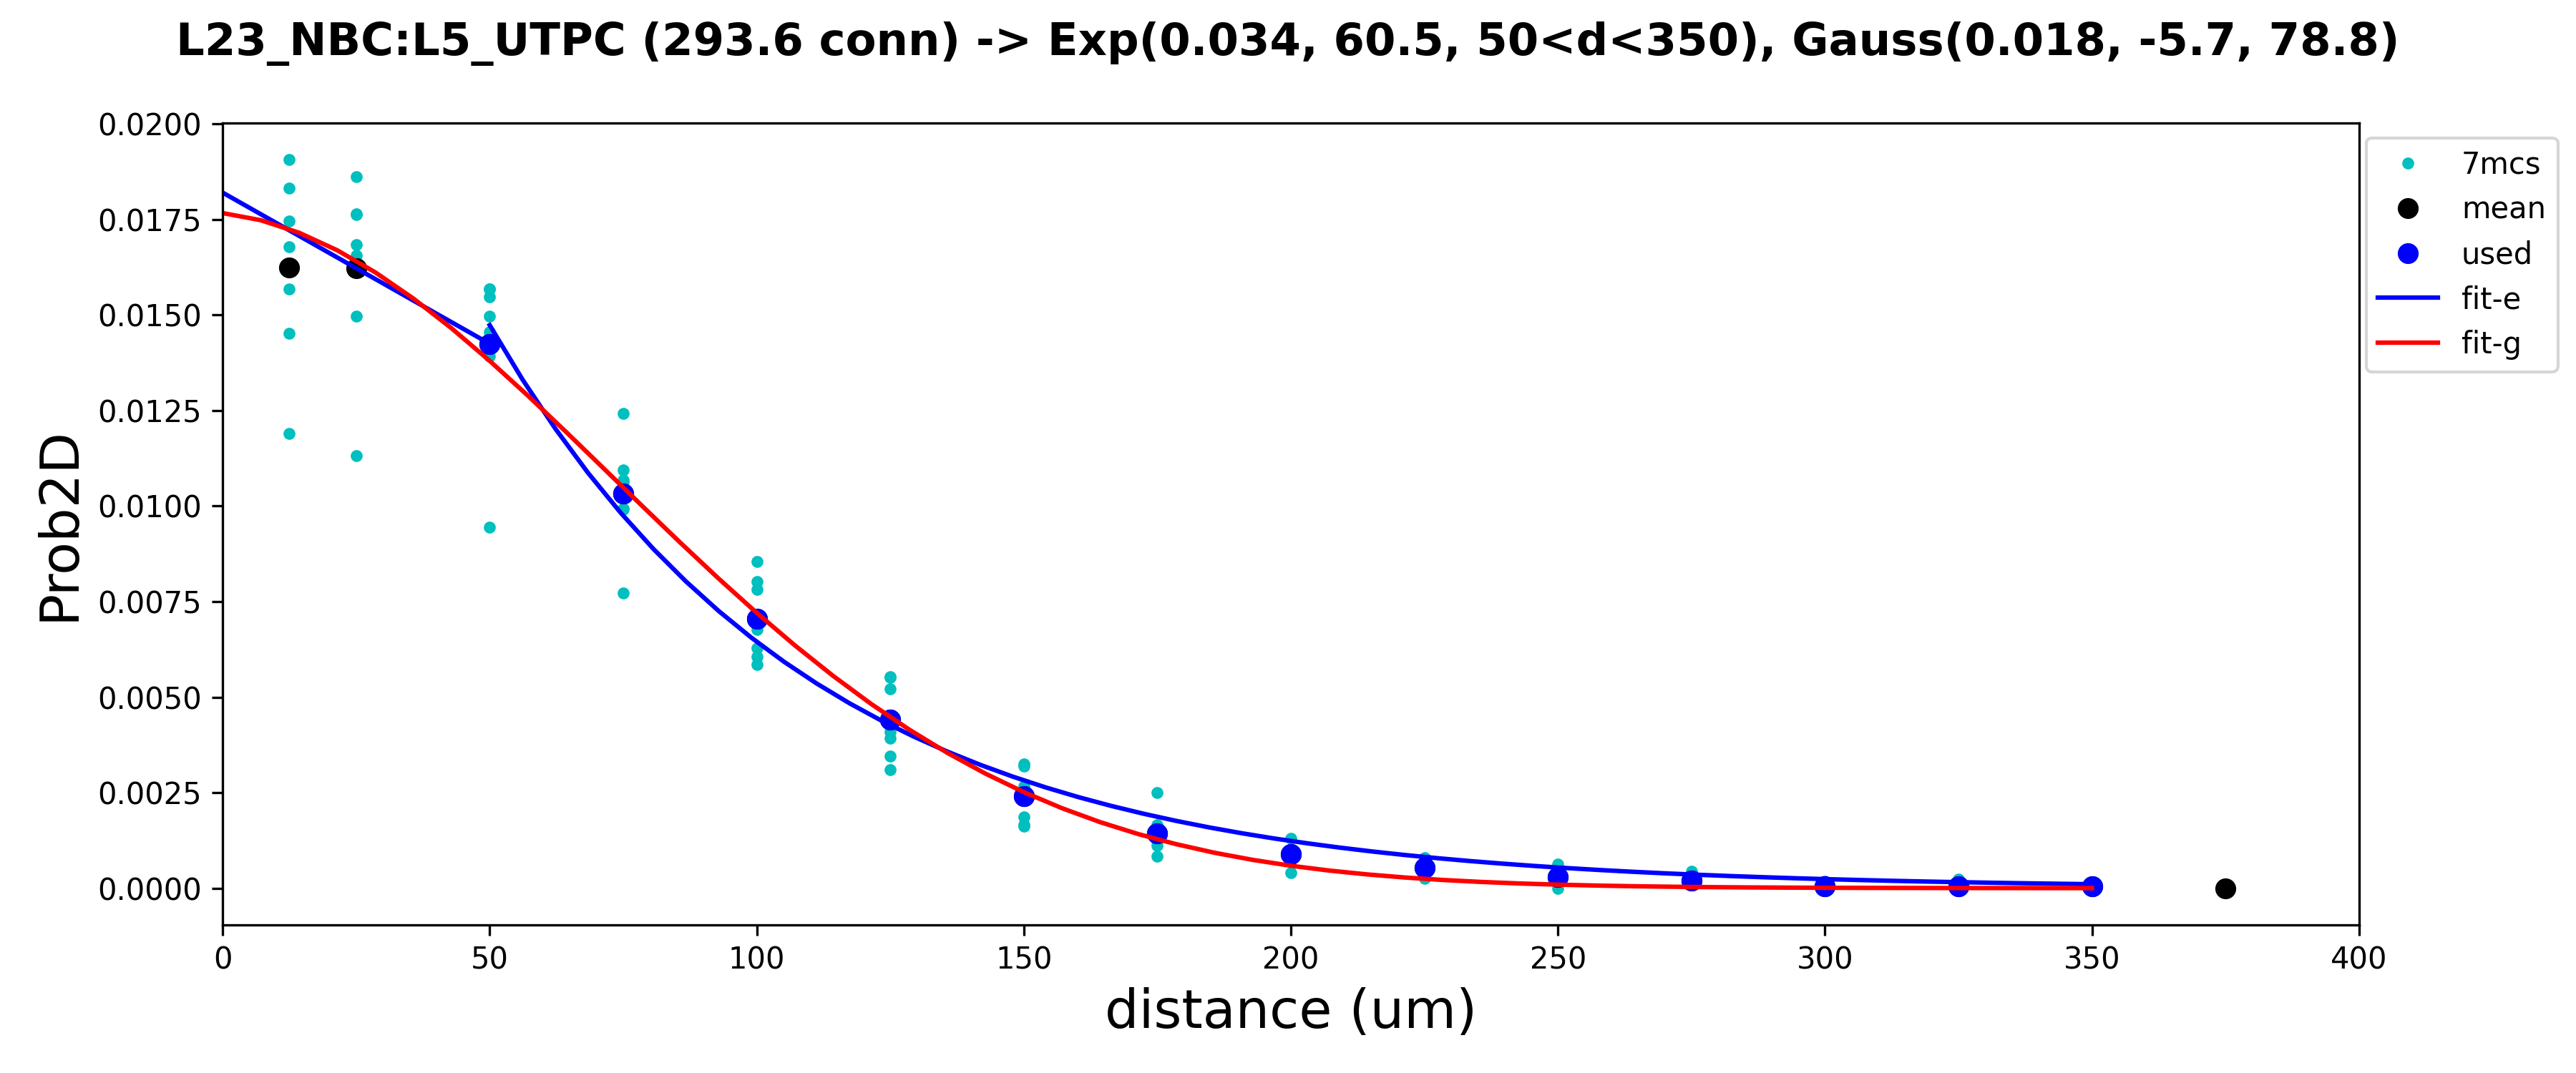 L23_NBC:L5_UTPC (293.6 conn) -> Exp(0.034, 60.5, 50<d<350), Gauss(0.018, -5.7, 78.8)
0.0200
0.0175
0.0150
0.0125
0.0100
0.0075
0.0050
0.0025
0.0000
Prob2D
0 50 100 150 200 250 300 350 400
distance (um)
7mcs
mean
used
fit-e
fit-g